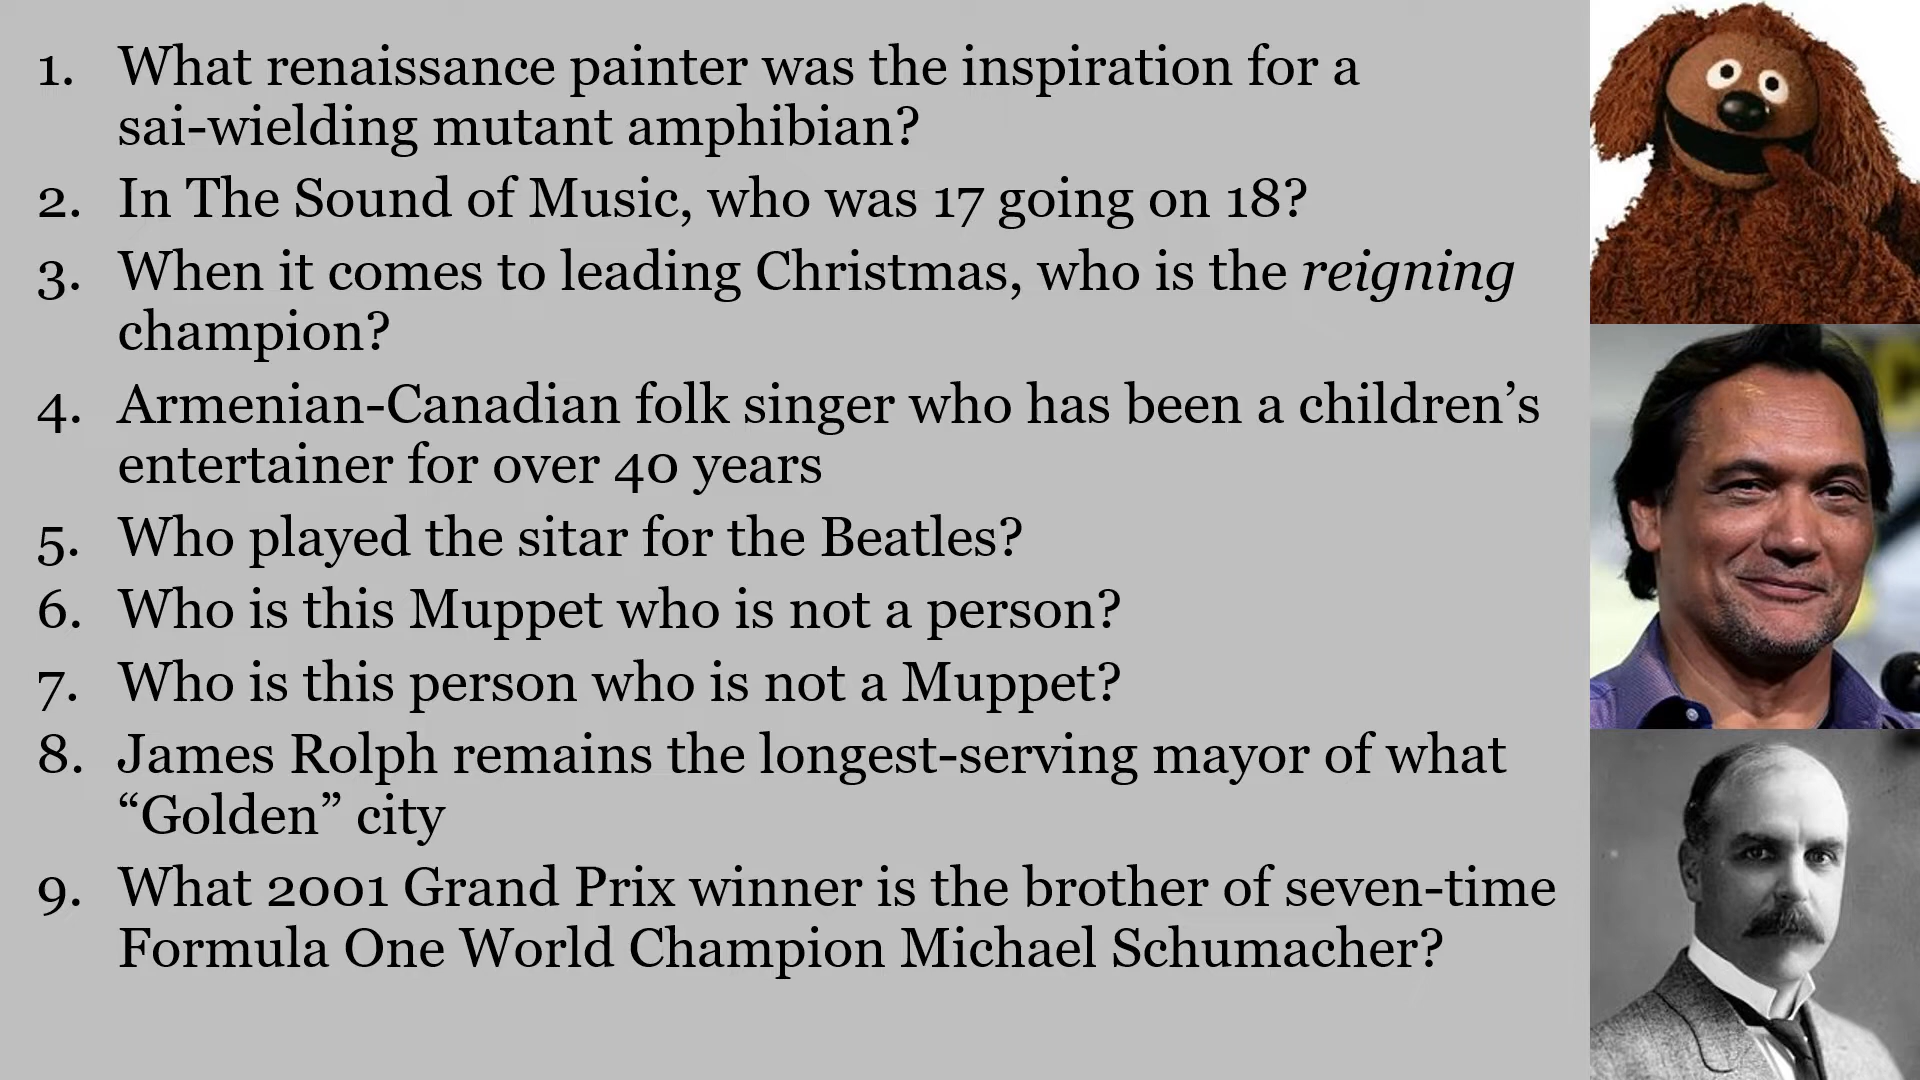 1. What renaissance painter was the inspiration for a
sai-wielding mutant amphibian?
2. In The Sound of Music, who was 17 going on 18?
3. When it comes to leading Christmas, who is the reigning
champion?
4. Armenian-Canadian folk singer who has been a children’s
entertainer for over 40 years
5. Who played the sitar for the Beatles?
6. Who is this Muppet who is not a person?
7. Who is this person who is not a Muppet?
8. James Rolph remains the longest-serving mayor of what
“Golden” city
9. What 2001 Grand Prix winner is the brother of seven-time
Formula One World Champion Michael Schumacher?